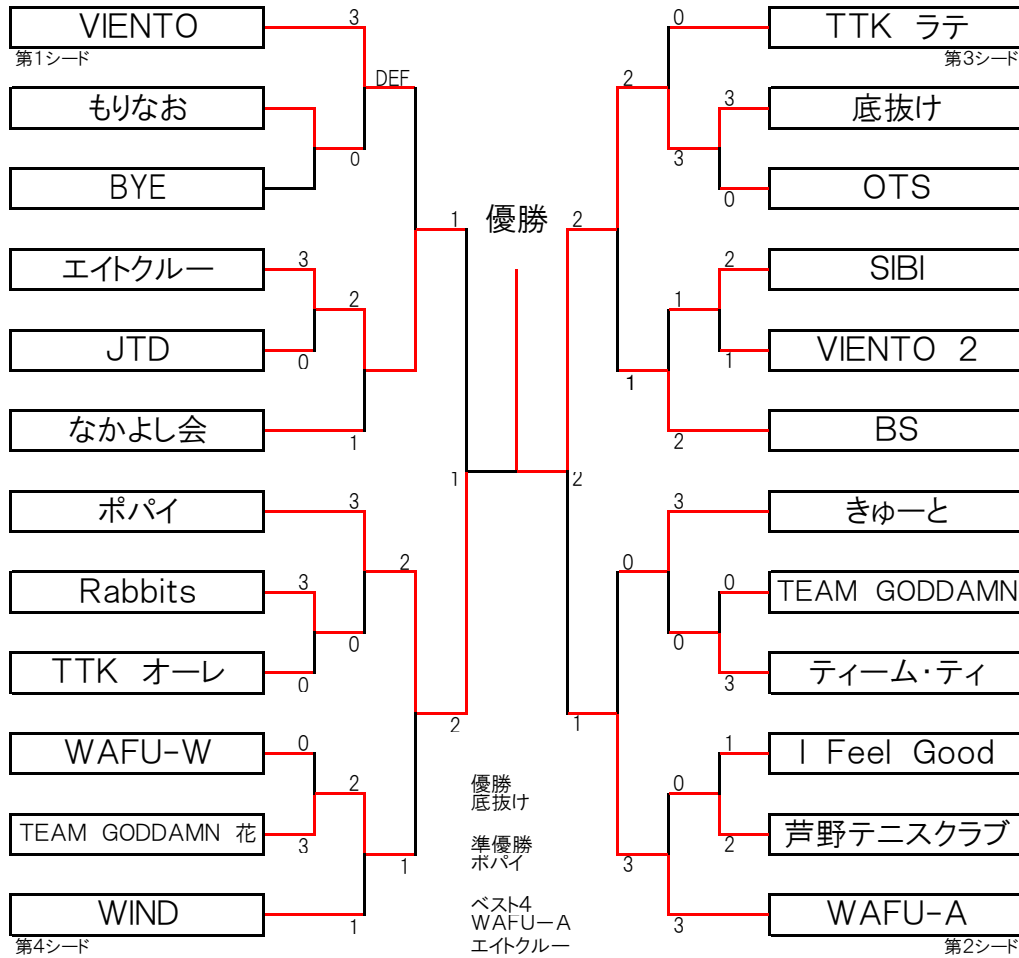 VIENTO
3
第1シード
DEF
もりなお
0
BYE
エイトクルー
3
2
JTD
0
なかよし会
1
1
ポパイ
3
2
Rabbits
3
0
TTK オーレ
0
WAFU-W
0
2
TEAM GODDAMN 花
3
1
WIND
1
第4シード
2
1
優勝
2
2
1
TTK ラテ
0
第3シード
2
底抜け
3
3
OTS
0
SIBI
2
1
VIENTO 2
1
1
BS
2
きゅーと
3
0
TEAM GODDAMN
0
0
ティーム・ティ
3
I Feel Good
1
0
芦野テニスクラブ
2
3
WAFU-A
3
第2シード
優勝
底抜け
準優勝
ポパイ
ベスト4
WAFU－A
エイトクルー